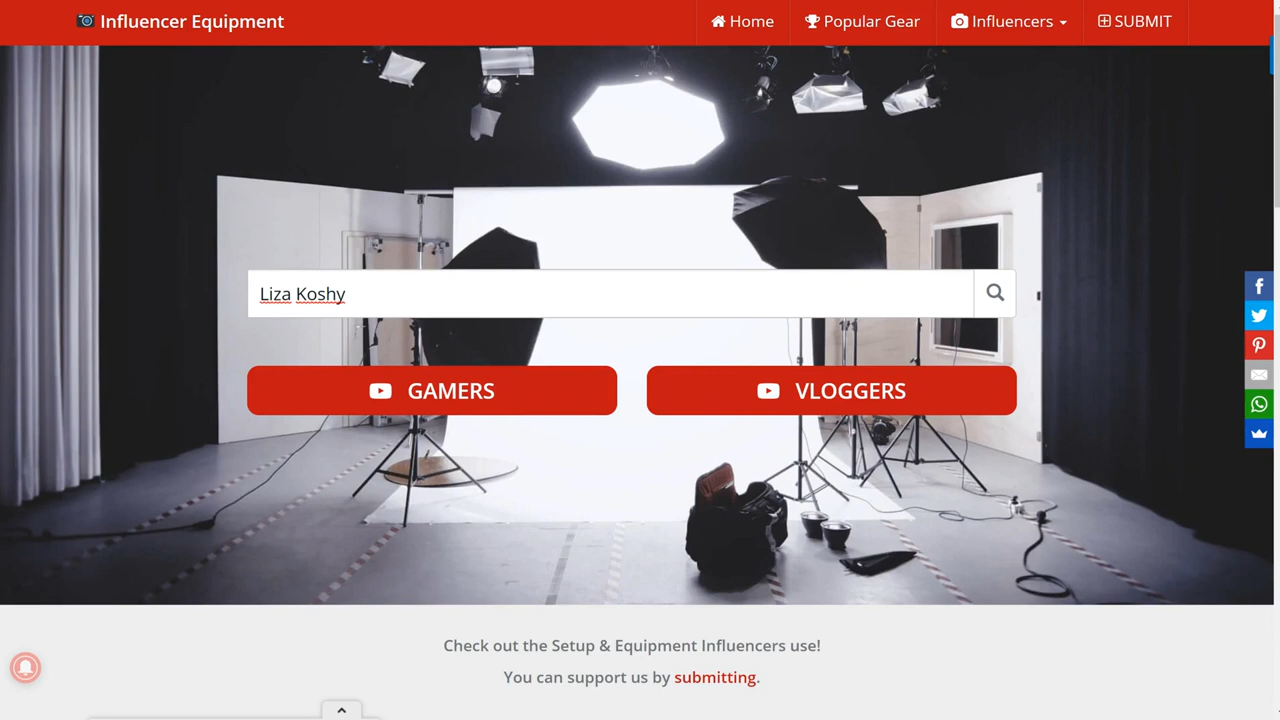 Influencer Equipment
Home
Popular Gear
Influencers
SUBMIT
Liza Koshy
GAMERS
VLOGGERS
Check out the Setup & Equipment Influencers use!
You can support us by submitting.